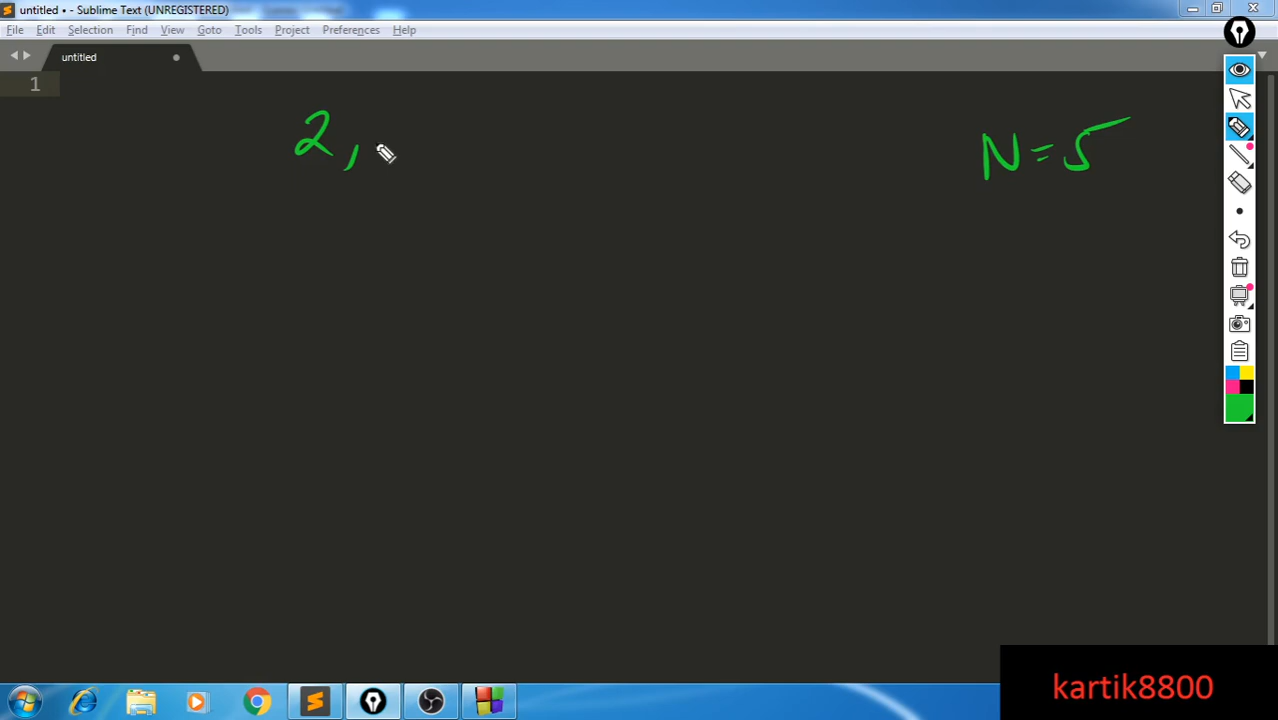 untitled • - Sublime Text (UNREGISTERED)
File Edit Selection Find View Goto Tools Project Preferences Help
untitled
1
2, N=5
kartik8800